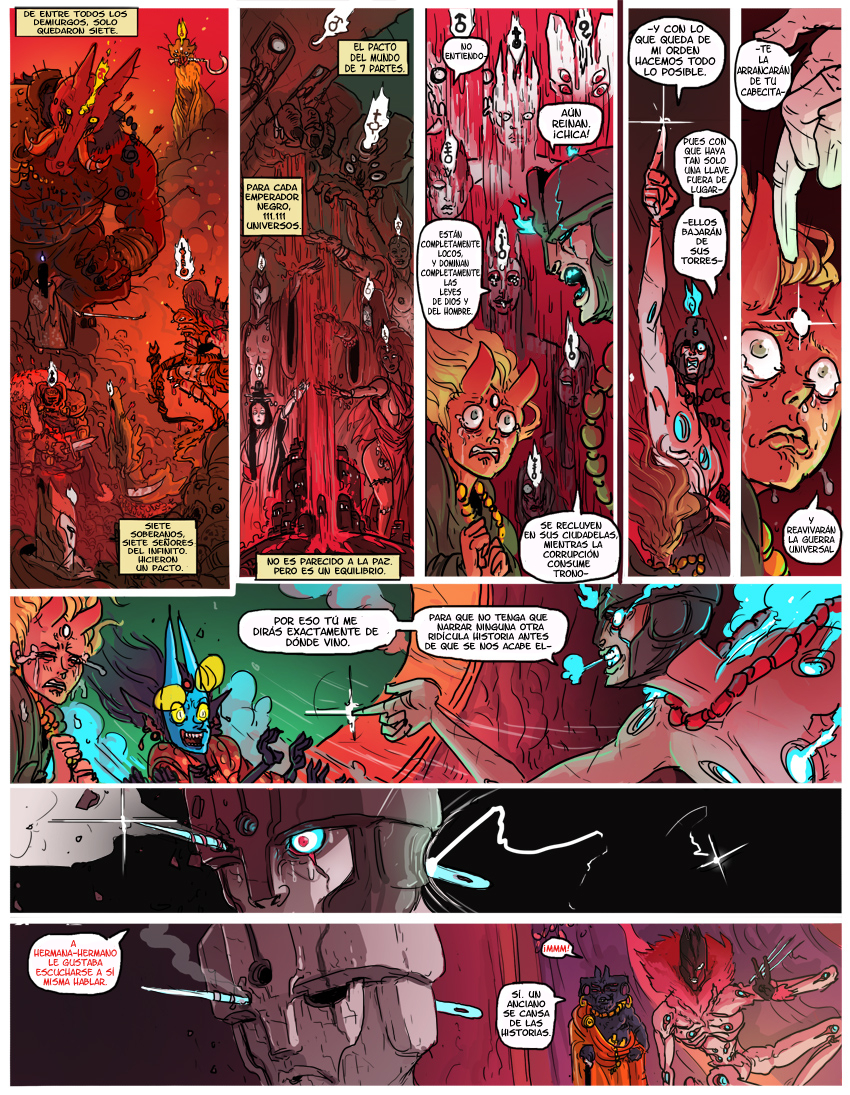 DE ENTRE TODOS LOS
DEMIURGOS, SOLO
QUEDARON SIETE.
SIETE
SOBERANOS,
SIETE SEÑORES
DEL INFINITO.
HICIERON
UN PACTO.
EL PACTO
DEL MUNDO
DE 7 PARTES.
PARA CADA
EMPERADOR
NEGRO,
111.111
UNIVERSOS.
NO ES PARECIDO A LA PAZ.
PERO ES UN EQUILIBRIO.
NO
ENTIENDO-
AÚN
REINAN.
¡CHICA!
ESTÁN
COMPLETAMENTE
LOCOS,
Y DOMINAN
COMPLETAMENTE
LAS
LEYES
DE DIOS Y
DEL HOMBRE.
SE RECLUYEN
EN SUS CIUDADELAS,
MIENTRAS LA
CORRUPCIÓN
CONSUME
TRONO-
-Y CON LO
QUE QUEDA DE
MI ORDEN
HACEMOS TODO
LO POSIBLE.
PUES CON
QUE HAYA
TAN SOLO
UNA LLAVE
FUERA DE
LUGAR-
-ELLOS
BAJARÁN
DE
SUS
TORRES-
-TE
LA
ARRANCARÁN
DE TU
CABECITA-
Y
REAVIVARÁN
LA GUERRA
UNIVERSAL
POR ESO TÚ ME
DIRÁS EXACTAMENTE DE
DÓNDE VINO.
PARA QUE NO TENGA QUE
NARRAR NINGUNA OTRA
RIDÍCULA HISTORIA ANTES
DE QUE SE NOS ACABE EL-
A
HERMANA-HERMANO
LE GUSTABA
ESCUCHARSE A SÍ
MISMA HABLAR.
¡MMM!
SÍ. UN
ANCIANO
SE CANSA
DE LAS
HISTORIAS.